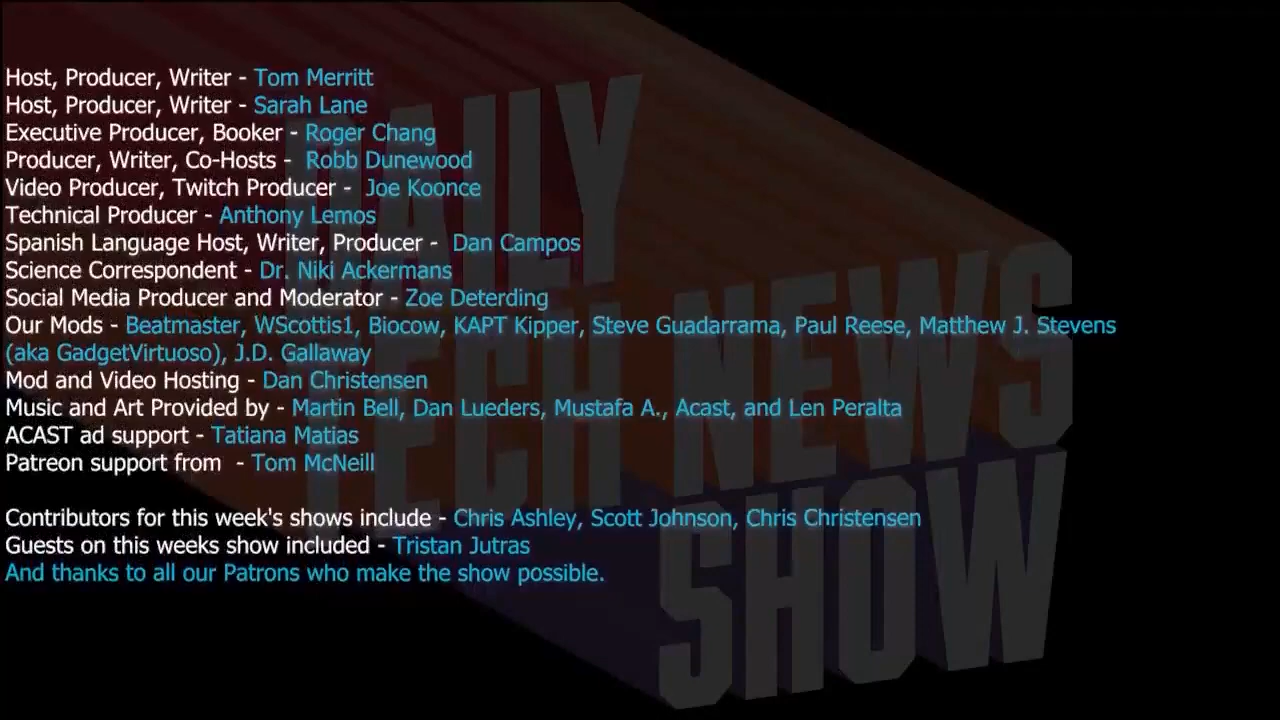 Host, Producer, Writer - Tom Merritt
Host, Producer, Writer - Sarah Lane
Executive Producer, Booker - Roger Chang
Producer, Writer, Co-Hosts -  Robb Dunewood
Video Producer, Twitch Producer -  Joe Koonce
Technical Producer - Anthony Lemos
Spanish Language Host, Writer, Producer -  Dan Campos
Science Correspondent - Dr. Niki Ackermans
Social Media Producer and Moderator - Zoe Deterding
Our Mods - Beatmaster, WScottis1, Biocow, KAPT Kipper, Steve Guadarrama, Paul Reese, Matthew J. Stevens
(aka GadgetVirtuoso), J.D. Gallaway
Mod and Video Hosting - Dan Christensen
Music and Art Provided by - Martin Bell, Dan Lueders, Mustafa A., Acast, and Len Peralta
ACAST ad support - Tatiana Matias
Patreon support from  - Tom McNeill
Contributors for this week's shows include - Chris Ashley, Scott Johnson, Chris Christensen
Guests on this weeks show included - Tristan Jutras
And thanks to all our Patrons who make the show possible.
DAILY
TECH NEWS
SHOW